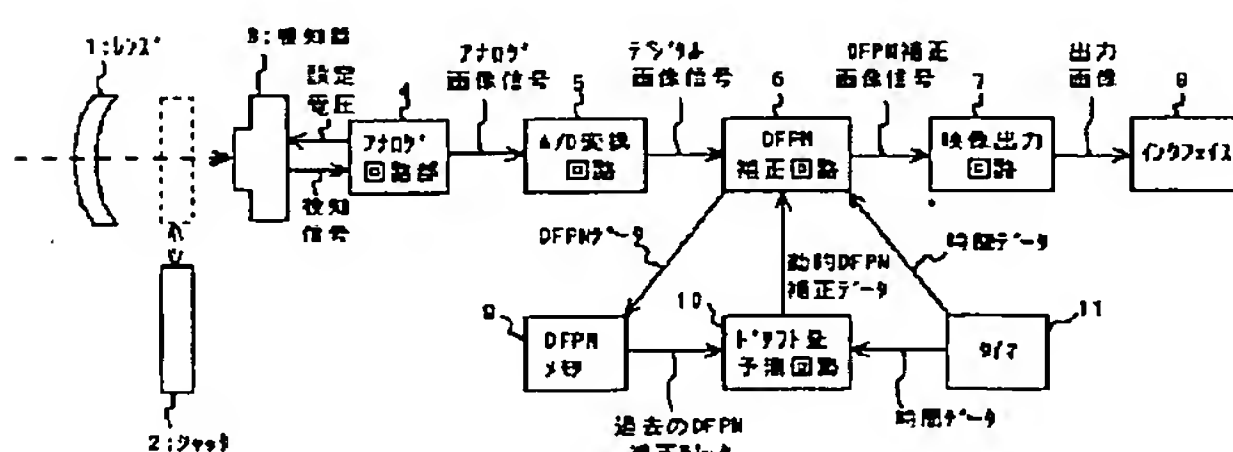 1:レンズ
3:検知器
設定
電圧
4
アナログ
画像信号
5
デジタル
画像信号
6
DFPN補正
画像信号
7
出力
画像
8
アナログ
回路部
A/D変換
回路
DFPN
補正回路
映像出力
回路
インタフェイス
検知
信号
DFPNデータ
動的DFPN
補正データ
時間データ
9
DFPN
メモリ
10
ドリフト量
予測回路
タイマ
11
過去のDFPN
補正データ
時間データ
2:シャッタ